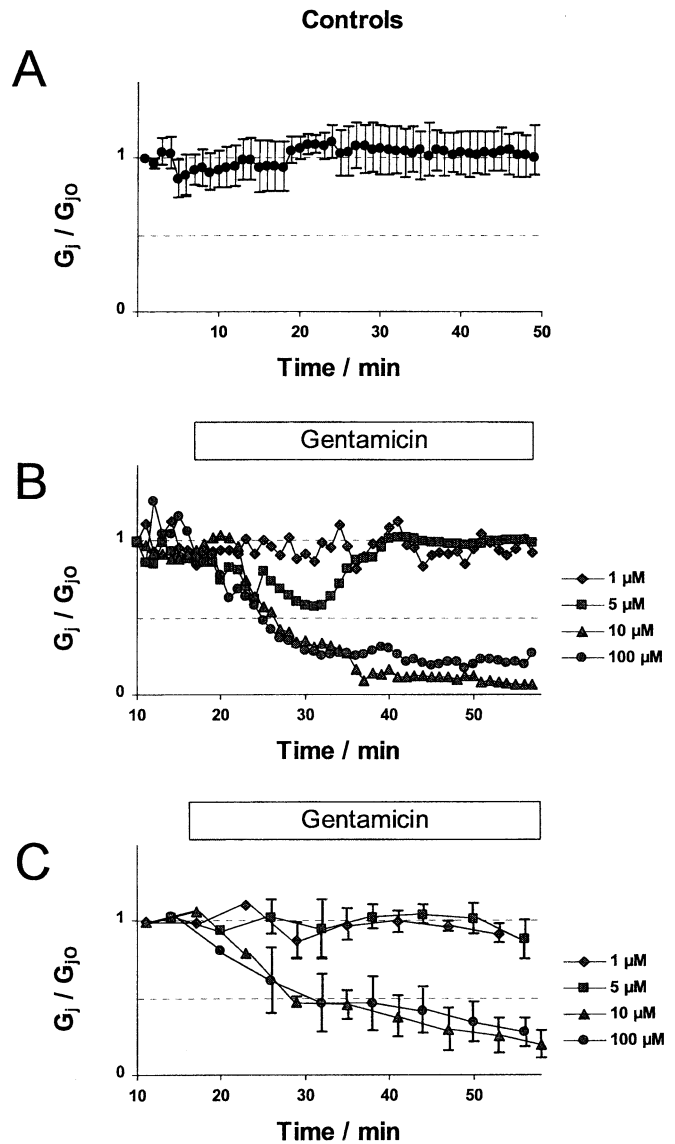 Controls
A
Gj / GJO
1
0
10 20 30 40 50
Time / min
Gentamicin
B
Gj / GJO
1
0
10 20 30 40 50
Time / min
1 µM
5 µM
10 µM
100 µM
Gentamicin
C
Gj / GJO
1
0
10 20 30 40 50
Time / min
1 µM
5 µM
10 µM
100 µM